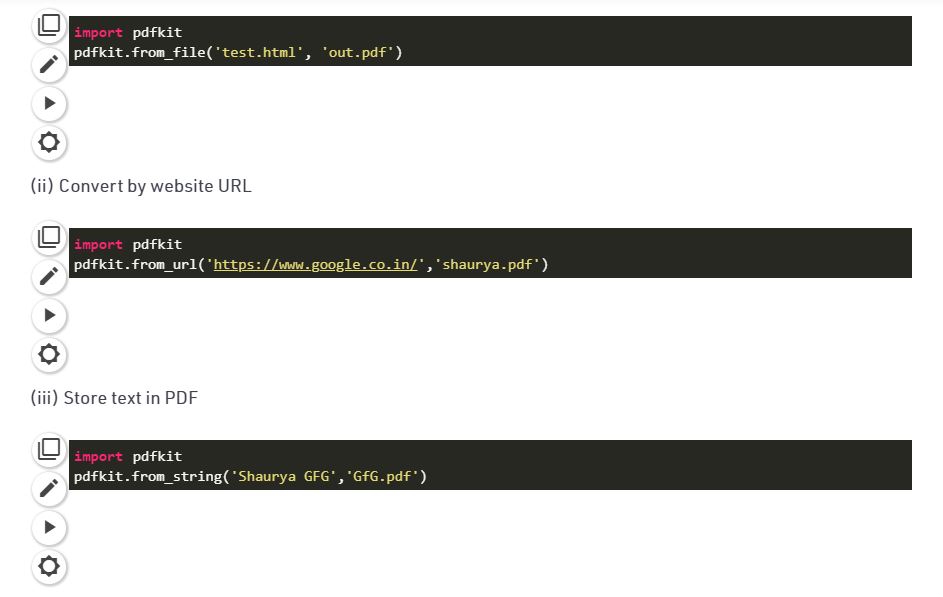 import pdfkit
pdfkit.from_file('test.html', 'out.pdf')
(ii) Convert by website URL
import pdfkit
pdfkit.from_url('https://www.google.co.in/','shaurya.pdf')
(iii) Store text in PDF
import pdfkit
pdfkit.from_string('Shaurya GFG','GfG.pdf')